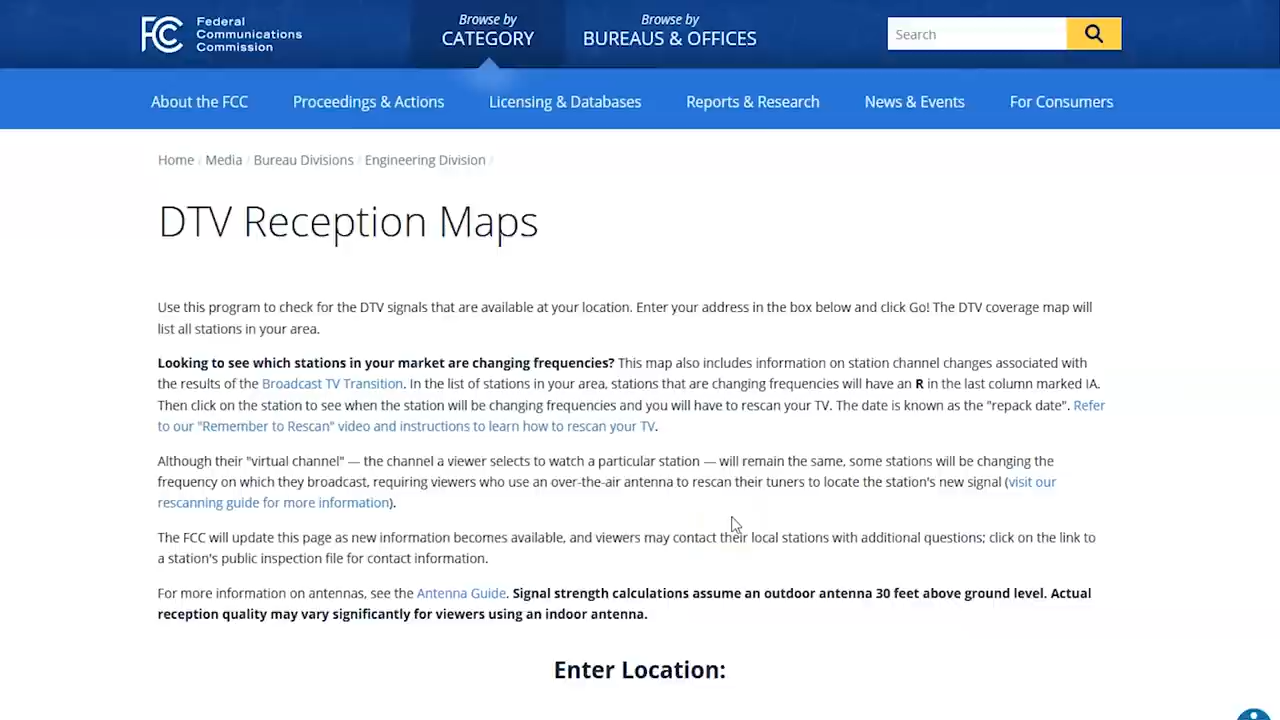 Federal
Communications
Commission
Browse by
CATEGORY
Browse by
BUREAUS & OFFICES
Search
About the FCC
Proceedings & Actions
Licensing & Databases
Reports & Research
News & Events
For Consumers
Home / Media / Bureau Divisions / Engineering Division /
DTV Reception Maps
Use this program to check for the DTV signals that are available at your location. Enter your address in the box below and click Go! The DTV coverage map will
list all stations in your area.
Looking to see which stations in your market are changing frequencies? This map also includes information on station channel changes associated with
the results of the Broadcast TV Transition. In the list of stations in your area, stations that are changing frequencies will have an R in the last column marked IA.
Then click on the station to see when the station will be changing frequencies and you will have to rescan your TV. The date is known as the "repack date". Refer
to our "Remember to Rescan" video and instructions to learn how to rescan your TV.
Although their "virtual channel" — the channel a viewer selects to watch a particular station — will remain the same, some stations will be changing the
frequency on which they broadcast, requiring viewers who use an over-the-air antenna to rescan their tuners to locate the station's new signal (visit our
rescanning guide for more information).
The FCC will update this page as new information becomes available, and viewers may contact their local stations with additional questions; click on the link to
a station's public inspection file for contact information.
For more information on antennas, see the Antenna Guide. Signal strength calculations assume an outdoor antenna 30 feet above ground level. Actual
reception quality may vary significantly for viewers using an indoor antenna.
Enter Location: